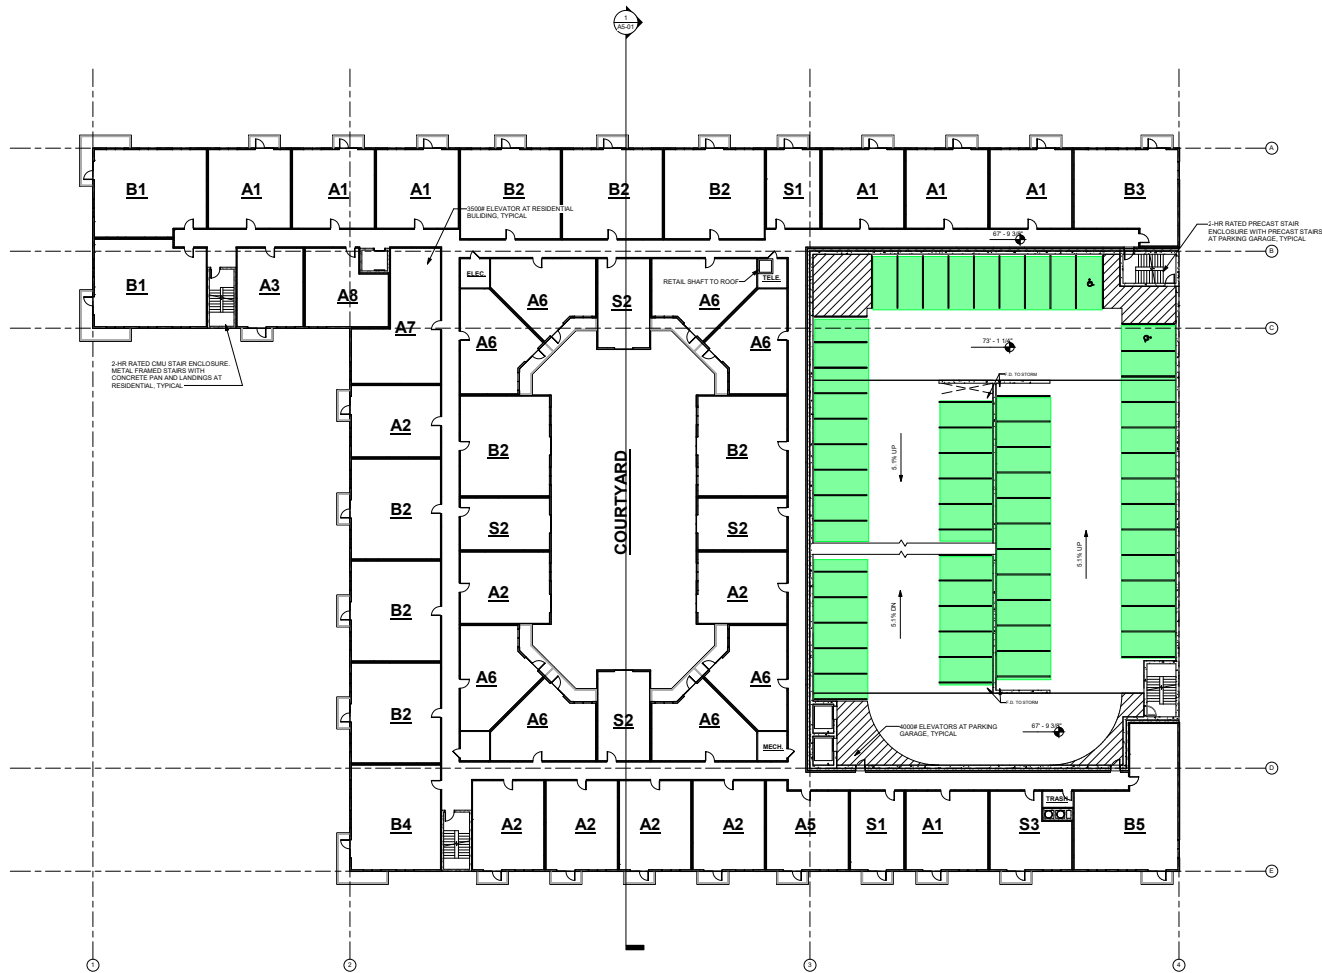 1
A5-01
A
B1
A1
A1
A1
B2
B2
B2
S1
A1
A1
A1
B3
3500# ELEVATOR AT RESIDENTIAL
BULIDING, TYPICAL
2-HR RATED PRECAST STAIR
ENCLOSURE WITH PRECAST STAIRS
AT PARKING GARAGE, TYPICAL
67' - 9 3/8"
B
B1
A3
A8
A7
ELEC.
RETAIL SHAFT TO ROOF
TELE.
A6
S2
A6
C
A6
A6
73' - 1 1/4"
2-HR RATED CMU STAIR ENCLOSURE.
METAL FRAMED STAIRS WITH
CONCRETE PAN AND LANDINGS AT
RESIDENTIAL, TYPICAL
F.D. TO STORM
A2
B2
B2
COURTYARD
5.1% UP
B2
S2
S2
5.1% UP
B2
A2
A2
5.1% DN
A6
A6
B2
A6
S2
A6
F.D. TO STORM
4000# ELEVATORS AT PARKING
GARAGE, TYPICAL
67' - 9 3/8"
MECH.
D
TRASH
B4
A2
A2
A2
A2
A5
S1
A1
S3
B5
E
1
2
3
4